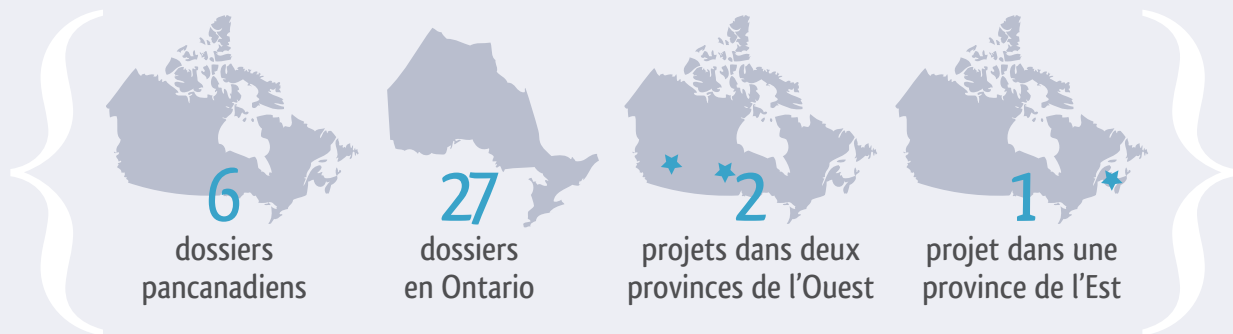 6
dossiers
pancanadiens
27
dossiers
en Ontario
2
projets dans deux
provinces de l’Ouest
1
projet dans une
province de l’Est